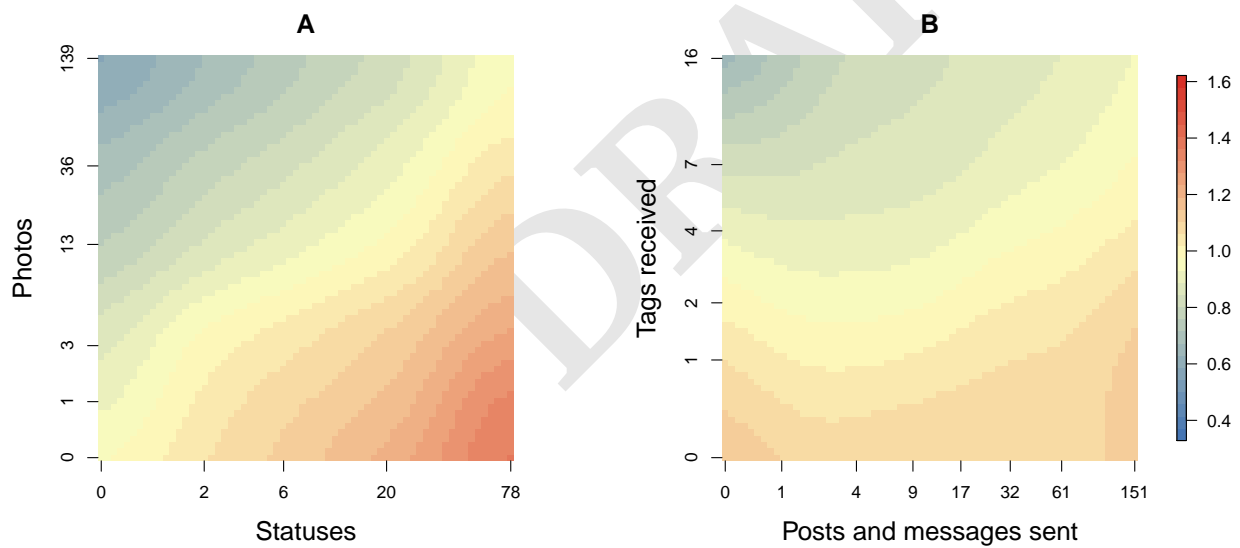 A
B
Photos
139
36
13
3
1
0
0 2 6 20 78
Statuses
Tags received
16
7
4
2
1
0
0 1 4 9 17 32 61 151
Posts and messages sent
1.6
1.4
1.2
1.0
0.8
0.6
0.4
DRA